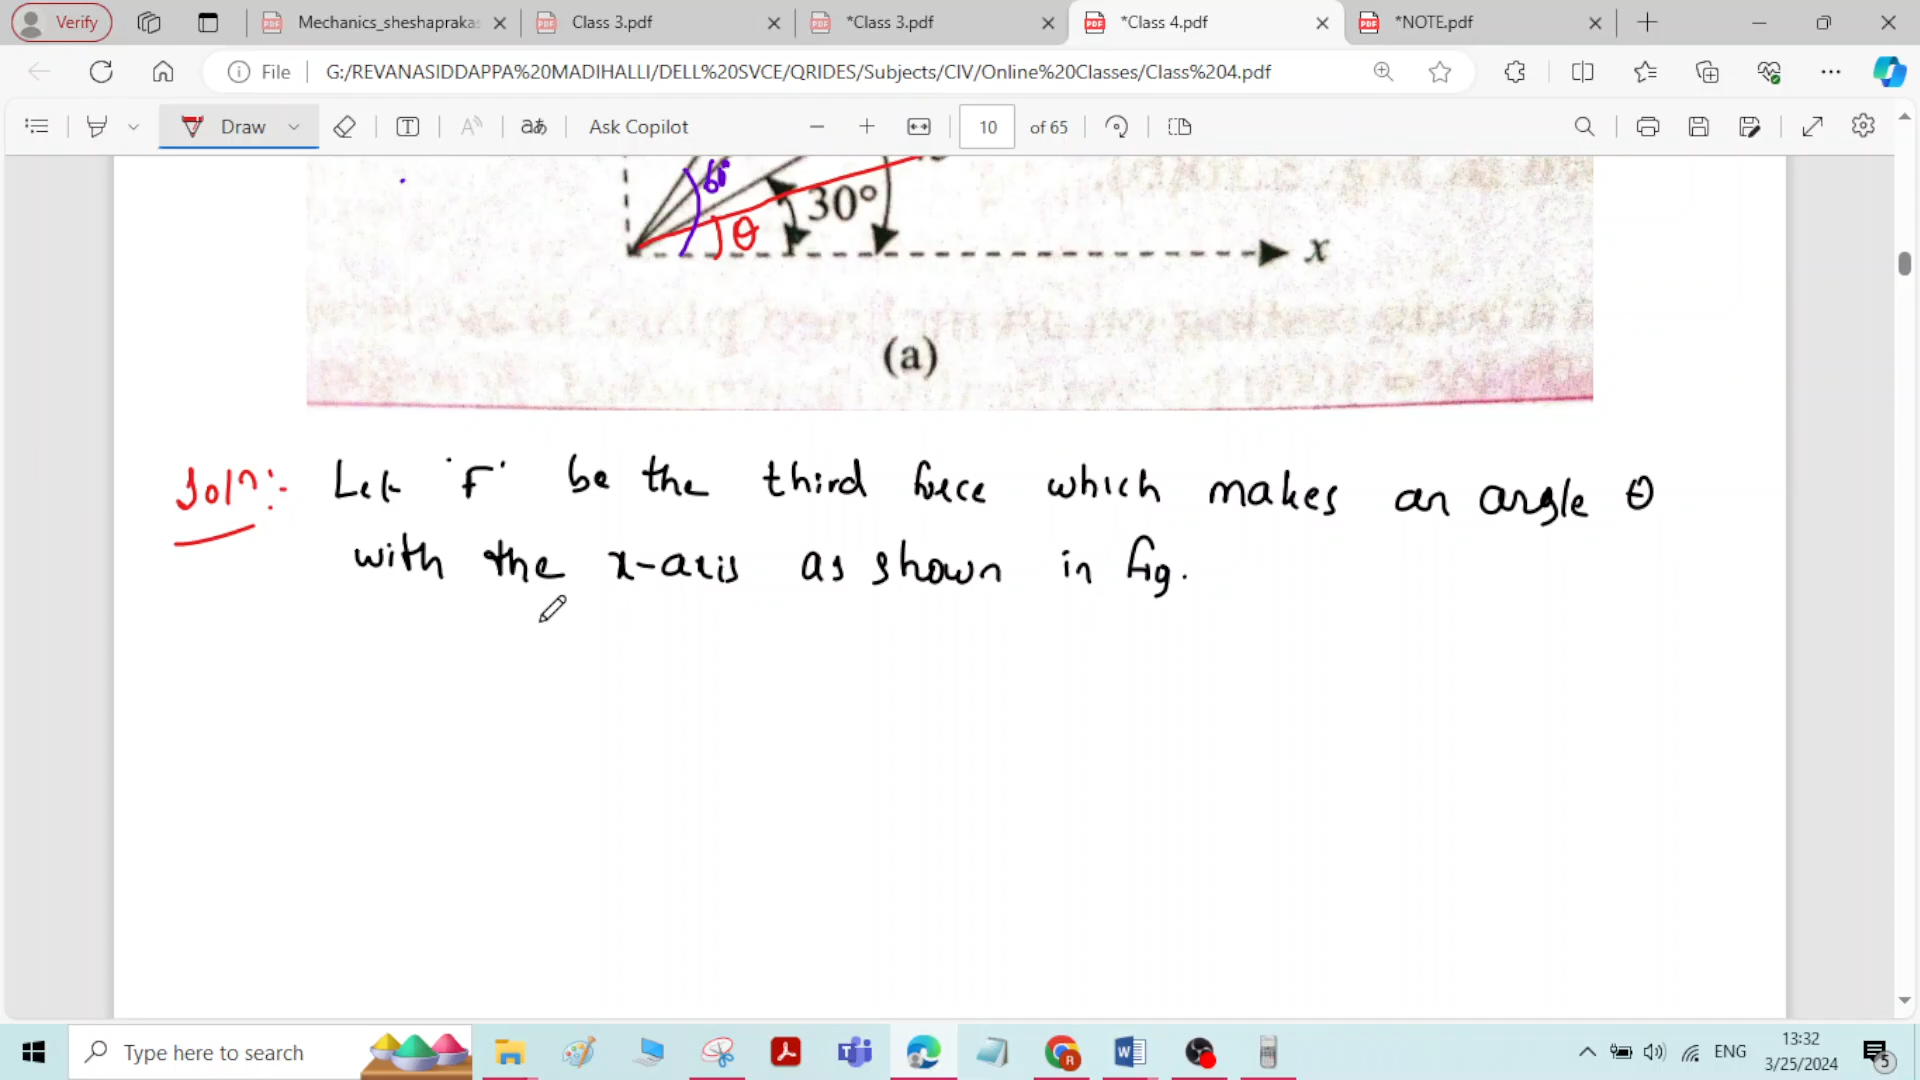 Verify
Mechanics_sheshapraka
Class 3.pdf
*Class 3.pdf
*Class 4.pdf
*NOTE.pdf
File
G:/REVANASIDDAPPA%20MADIHALLI/DELL%20SVCE/QRIDES/Subjects/CIV/Online%20Classes/Class%204.pdf
Draw
Ask Copilot
10
of 65
60°
30°
θ
x
(a)
Soln:- Let 'F' be the third force which makes an angle θ
with the x-axis as shown in fig.
Type here to search
ENG
13:32
3/25/2024
5